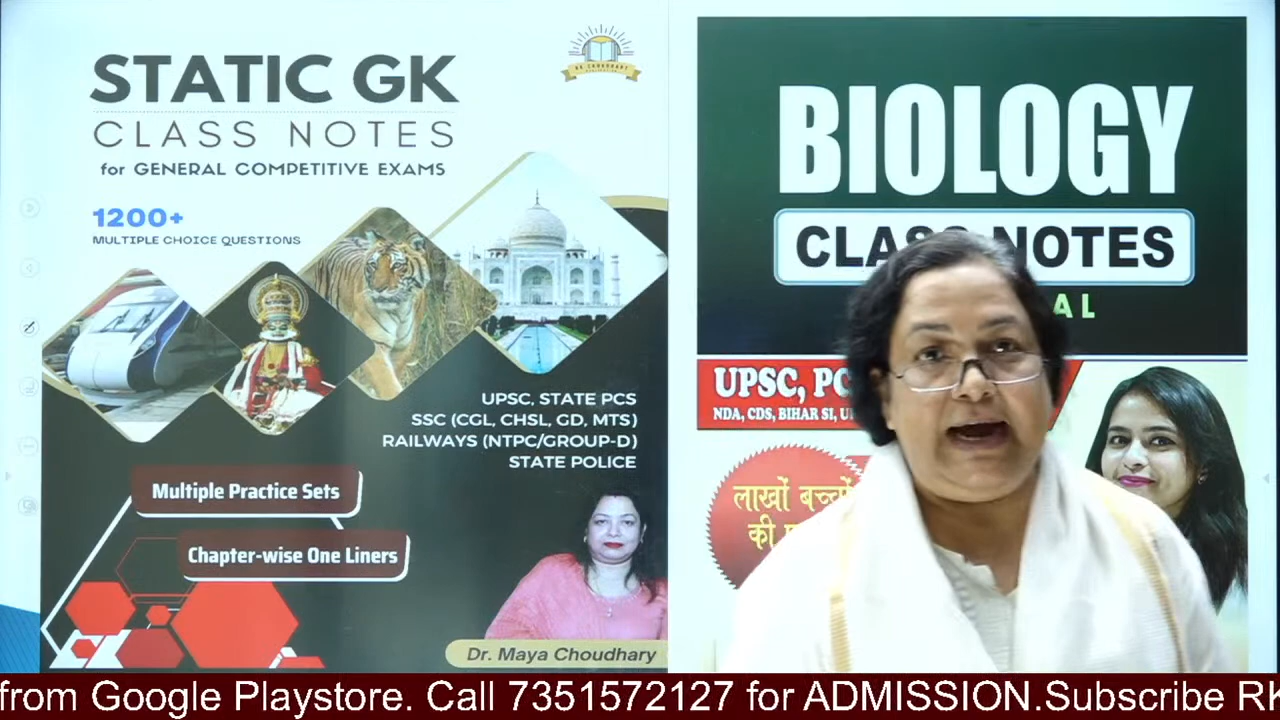 STATIC GK
CLASS NOTES
for GENERAL COMPETITIVE EXAMS
1200+
MULTIPLE CHOICE QUESTIONS
UPSC, STATE PCS
SSC (CGL, CHSL, GD, MTS)
RAILWAYS (NTPC/GROUP-D)
STATE POLICE
Multiple Practice Sets
Chapter-wise One Liners
Dr. Maya Choudhary
BIOLOGY
CLASS NOTES
AL
UPSC, PC
NDA, CDS, BIHAR SI, U
लाखों बच्चों
की
from Google Playstore. Call 7351572127 for ADMISSION.Subscribe RK